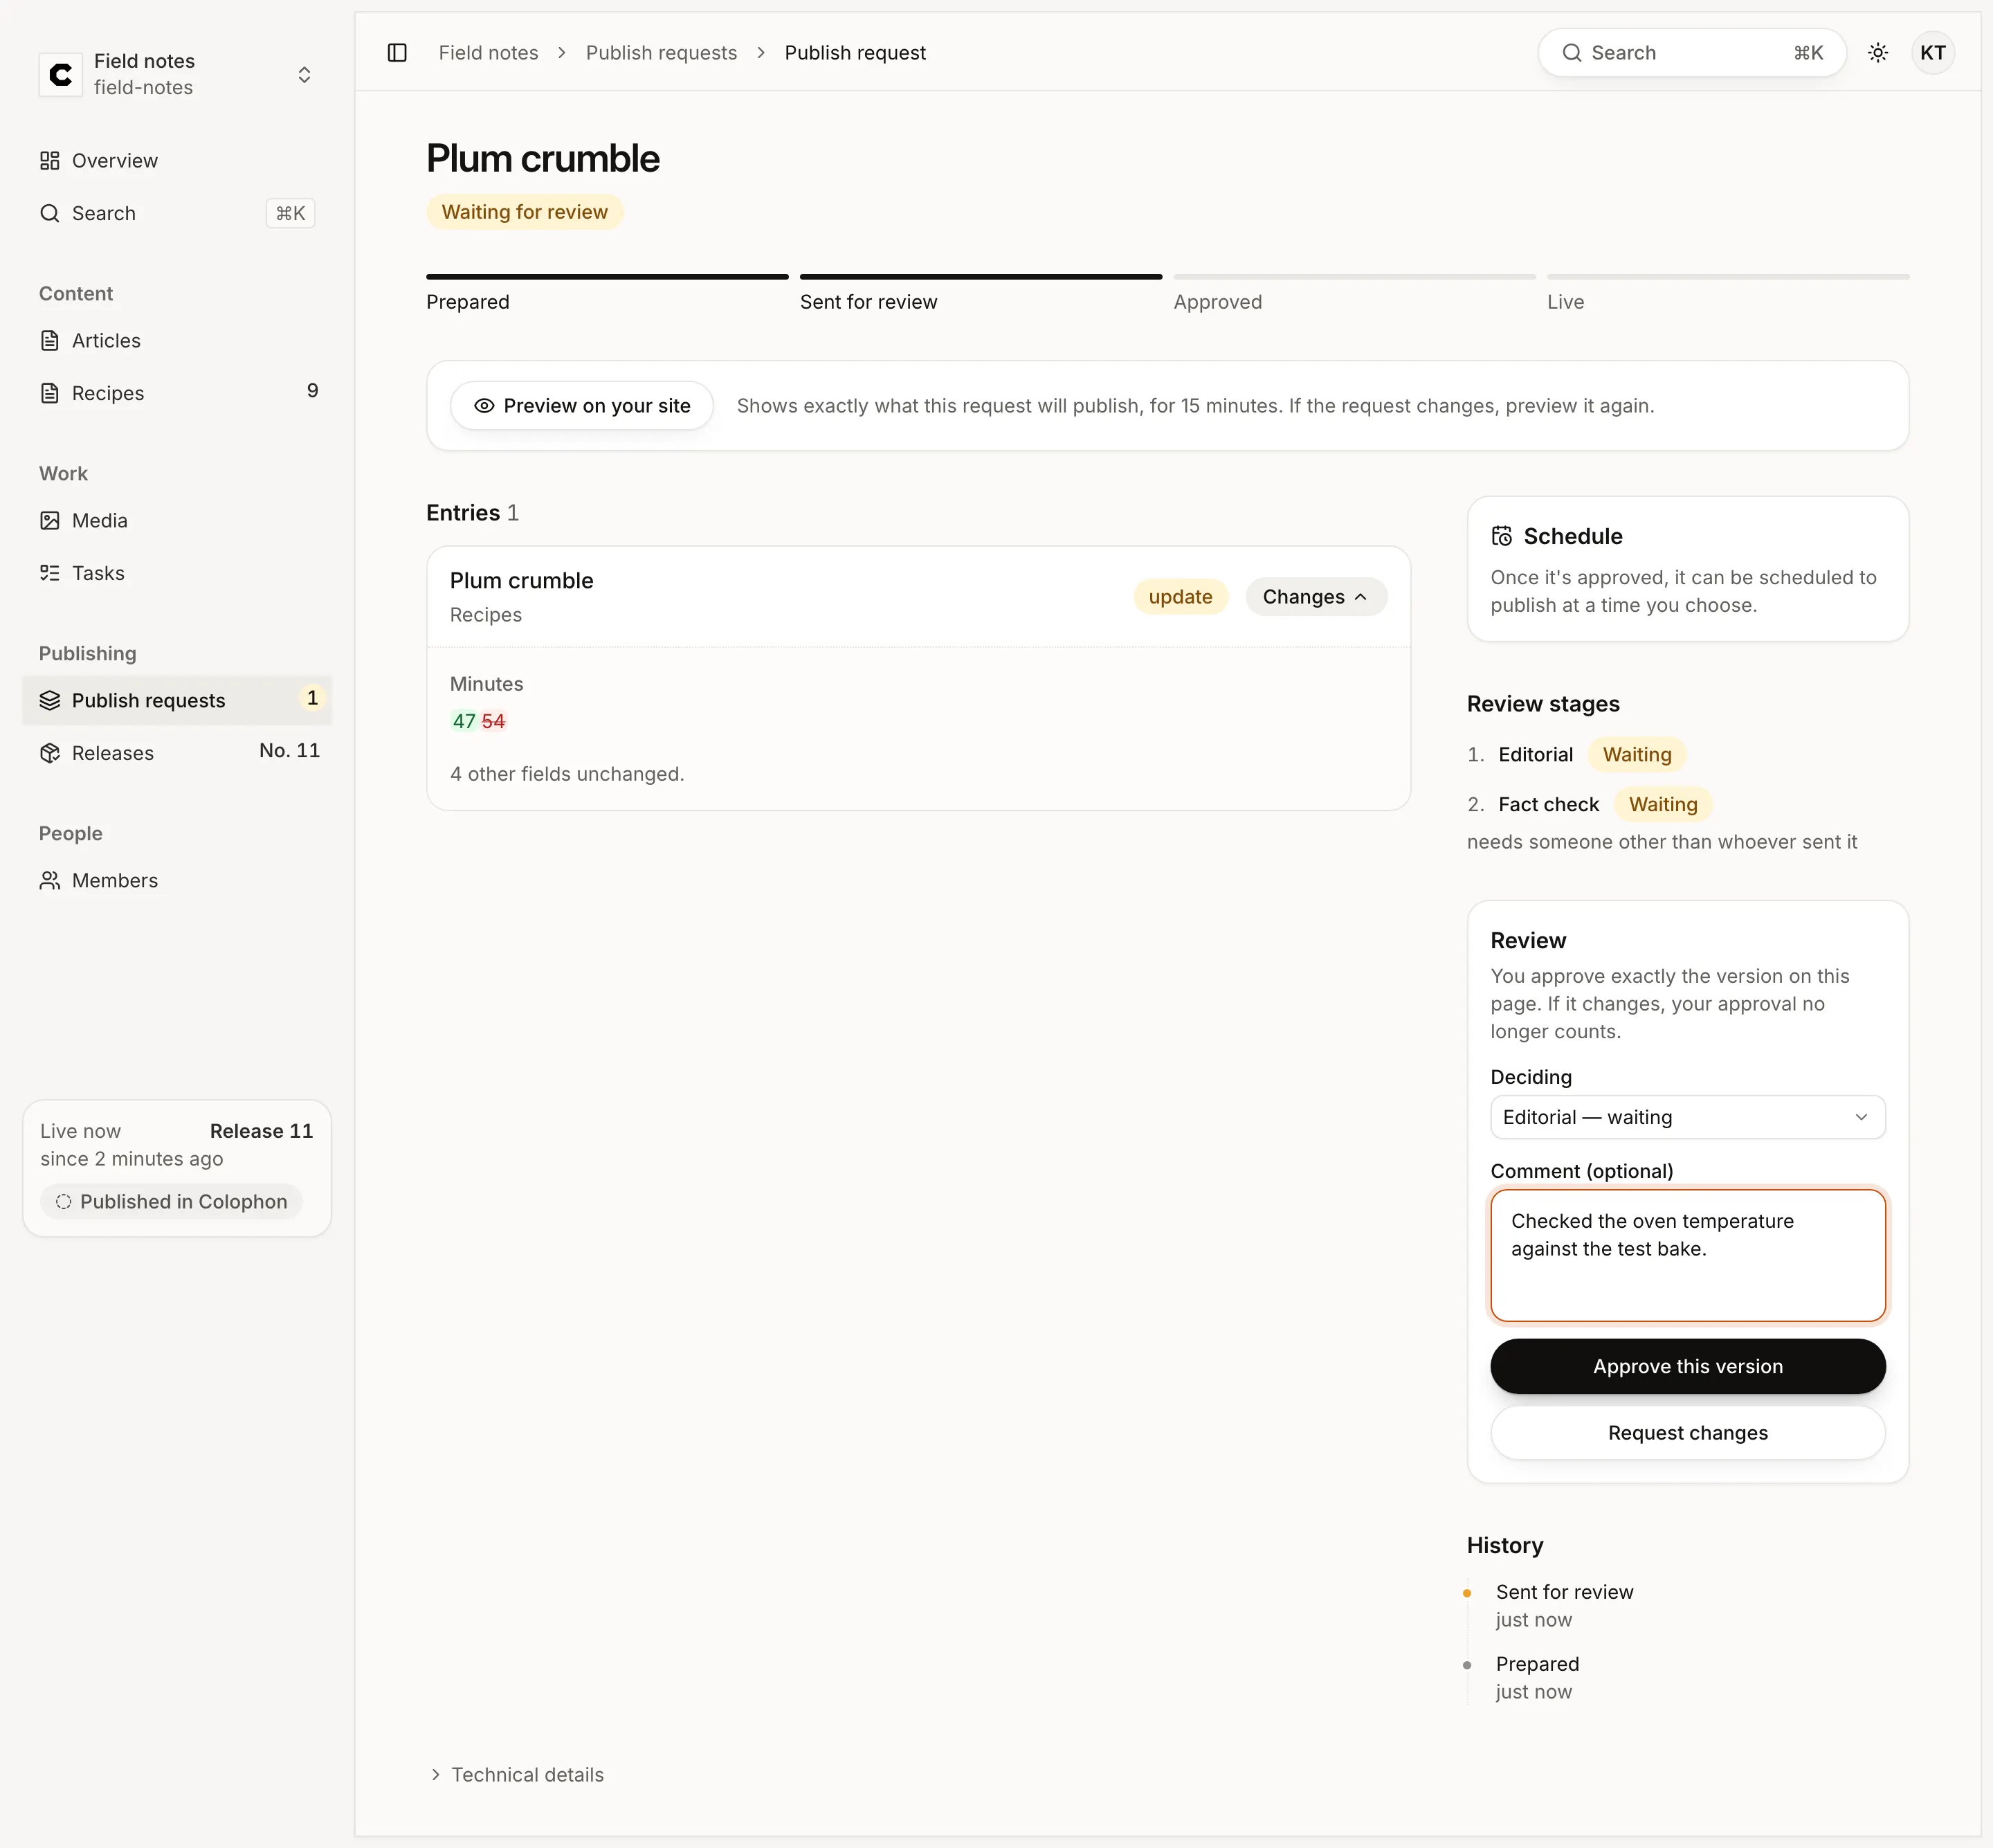 Field notes
field-notes
Overview
Search ⌘K
Content
Articles
Recipes 9
Work
Media
Tasks
Publishing
Publish requests 1
Releases No. 11
People
Members
Live now Release 11
since 2 minutes ago
Published in Colophon
Field notes > Publish requests > Publish request
Search ⌘K
KT
Plum crumble
Waiting for review
Prepared
Sent for review
Approved
Live
Preview on your site
Shows exactly what this request will publish, for 15 minutes. If the request changes, preview it again.
Entries 1
Plum crumble
Recipes
update
Changes
Minutes
47 54
4 other fields unchanged.
Schedule
Once it's approved, it can be scheduled to
publish at a time you choose.
Review stages
1. Editorial Waiting
2. Fact check Waiting
needs someone other than whoever sent it
Review
You approve exactly the version on this
page. If it changes, your approval no
longer counts.
Deciding
Editorial — waiting
Comment (optional)
Checked the oven temperature
against the test bake.
Approve this version
Request changes
History
Sent for review
just now
Prepared
just now
Technical details